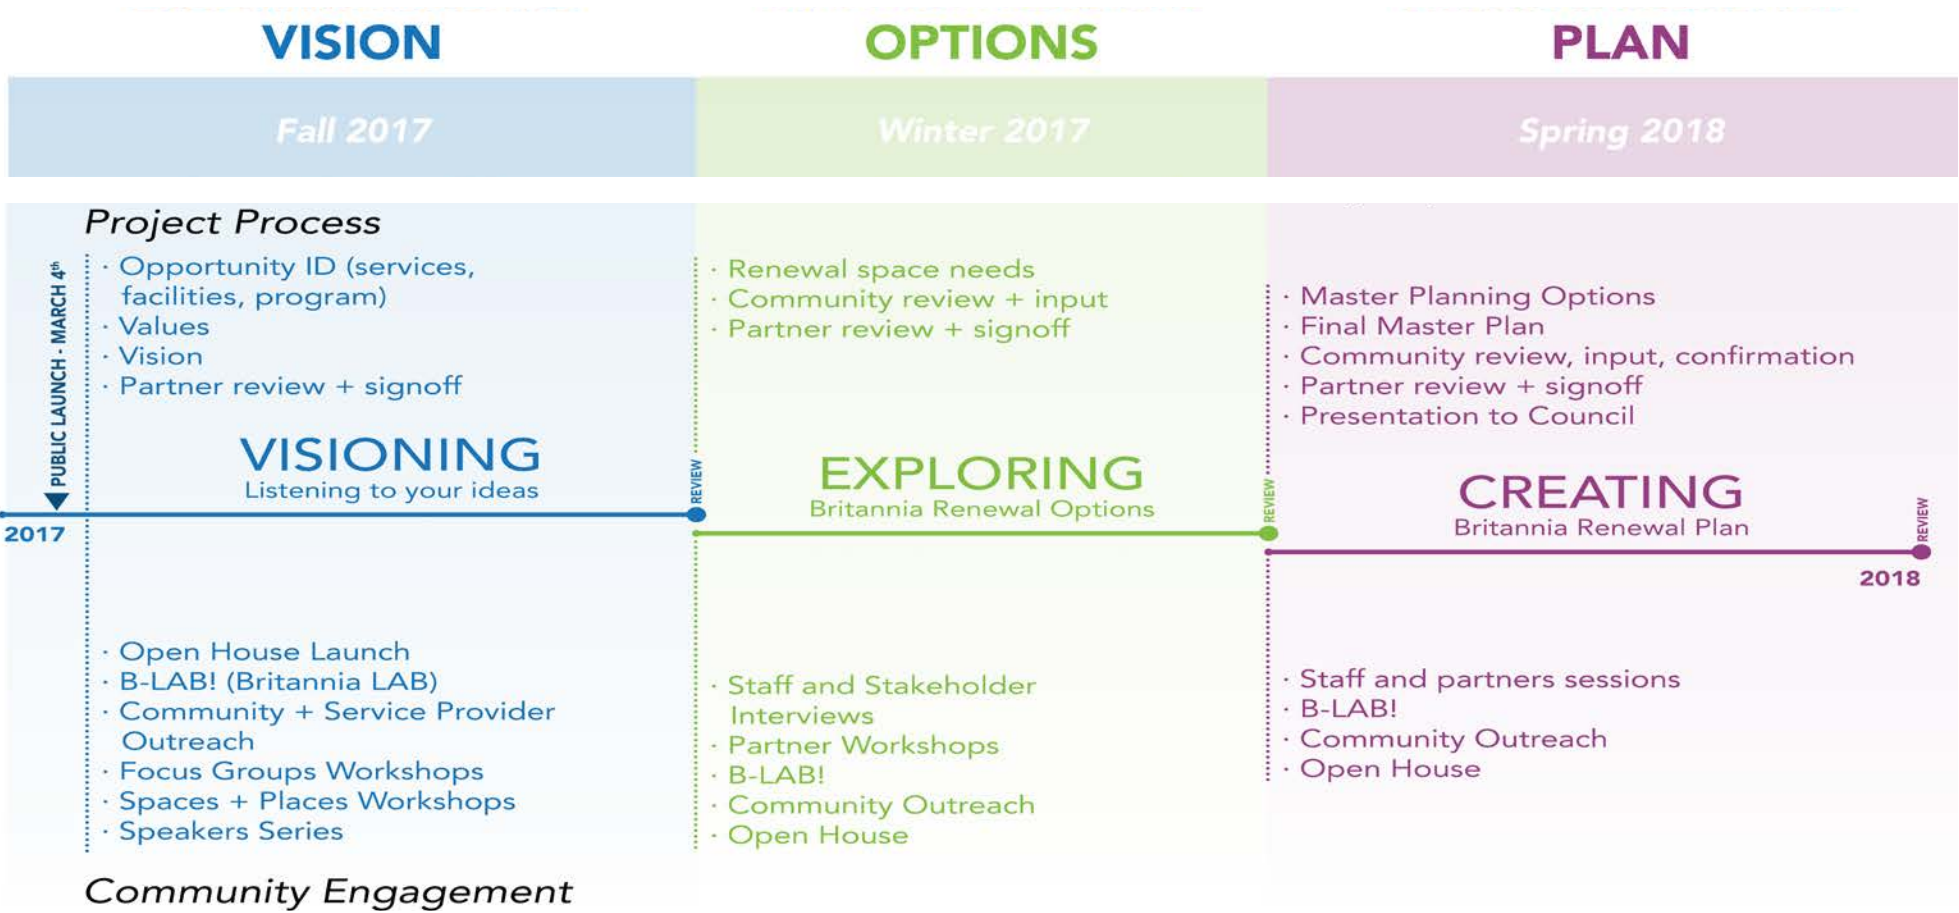 VISION
OPTIONS
PLAN
Fall 2017
Winter 2017
Spring 2018
Project Process
PUBLIC LAUNCH - MARCH 4th
· Opportunity ID (services,
facilities, program)
· Values
· Vision
· Partner review + signoff
VISIONING
Listening to your ideas
REVIEW
2017
· Open House Launch
· B-LAB! (Britannia LAB)
· Community + Service Provider
Outreach
· Focus Groups Workshops
· Spaces + Places Workshops
· Speakers Series
Community Engagement
· Renewal space needs
· Community review + input
· Partner review + signoff
EXPLORING
Britannia Renewal Options
REVIEW
· Staff and Stakeholder
Interviews
· Partner Workshops
· B-LAB!
· Community Outreach
· Open House
· Master Planning Options
· Final Master Plan
· Community review, input, confirmation
· Partner review + signoff
· Presentation to Council
CREATING
Britannia Renewal Plan
REVIEW
2018
· Staff and partners sessions
· B-LAB!
· Community Outreach
· Open House